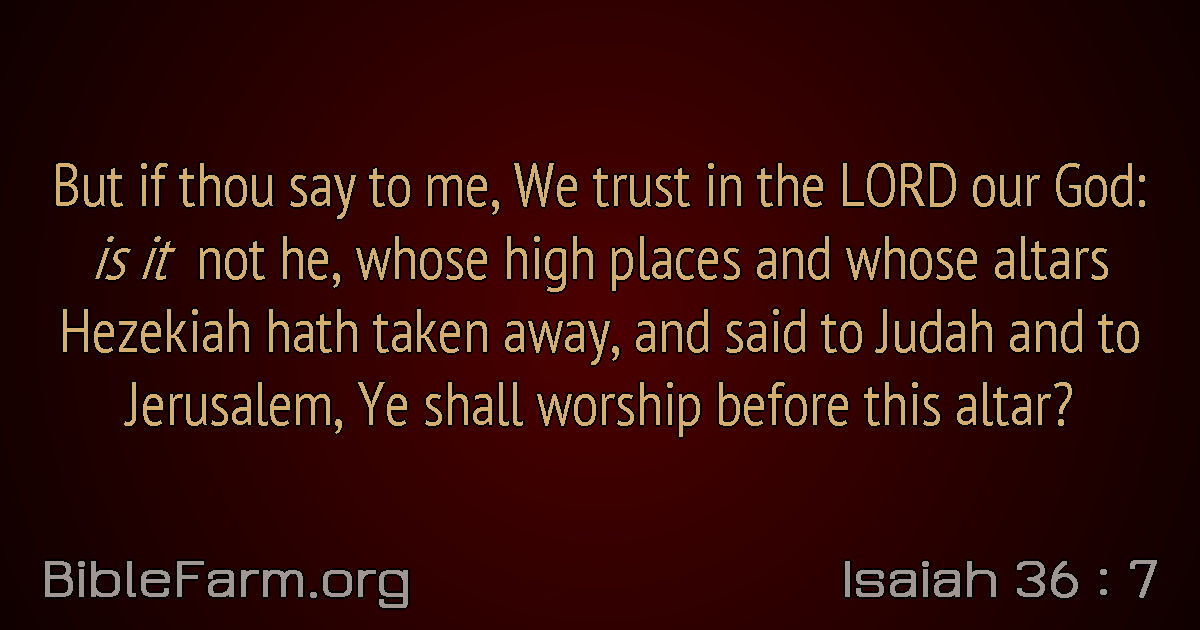 But if thou say to me, We trust in the LORD our God:
is it not he, whose high places and whose altars
Hezekiah hath taken away, and said to Judah and to
Jerusalem, Ye shall worship before this altar?
BibleFarm.org
Isaiah 36 : 7